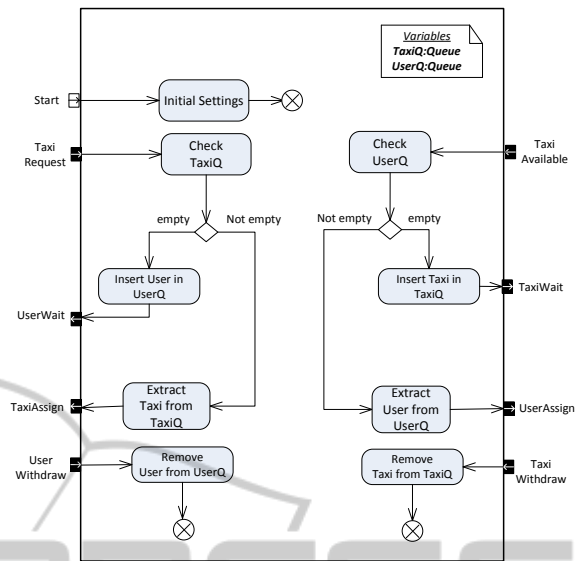 Variables
TaxiQ:Queue
UserQ:Queue
Start
Initial Settings
Taxi
Request
Check
TaxiQ
Check
UserQ
Taxi
Available
empty
Not empty
Not empty
empty
Insert User in
UserQ
Insert Taxi in
TaxiQ
TaxiWait
UserWait
TaxiAssign
Extract
Taxi from
TaxiQ
Extract
User from
UserQ
UserAssign
User
Withdraw
Remove
User from UserQ
Remove
Taxi from TaxiQ
Taxi
Withdraw